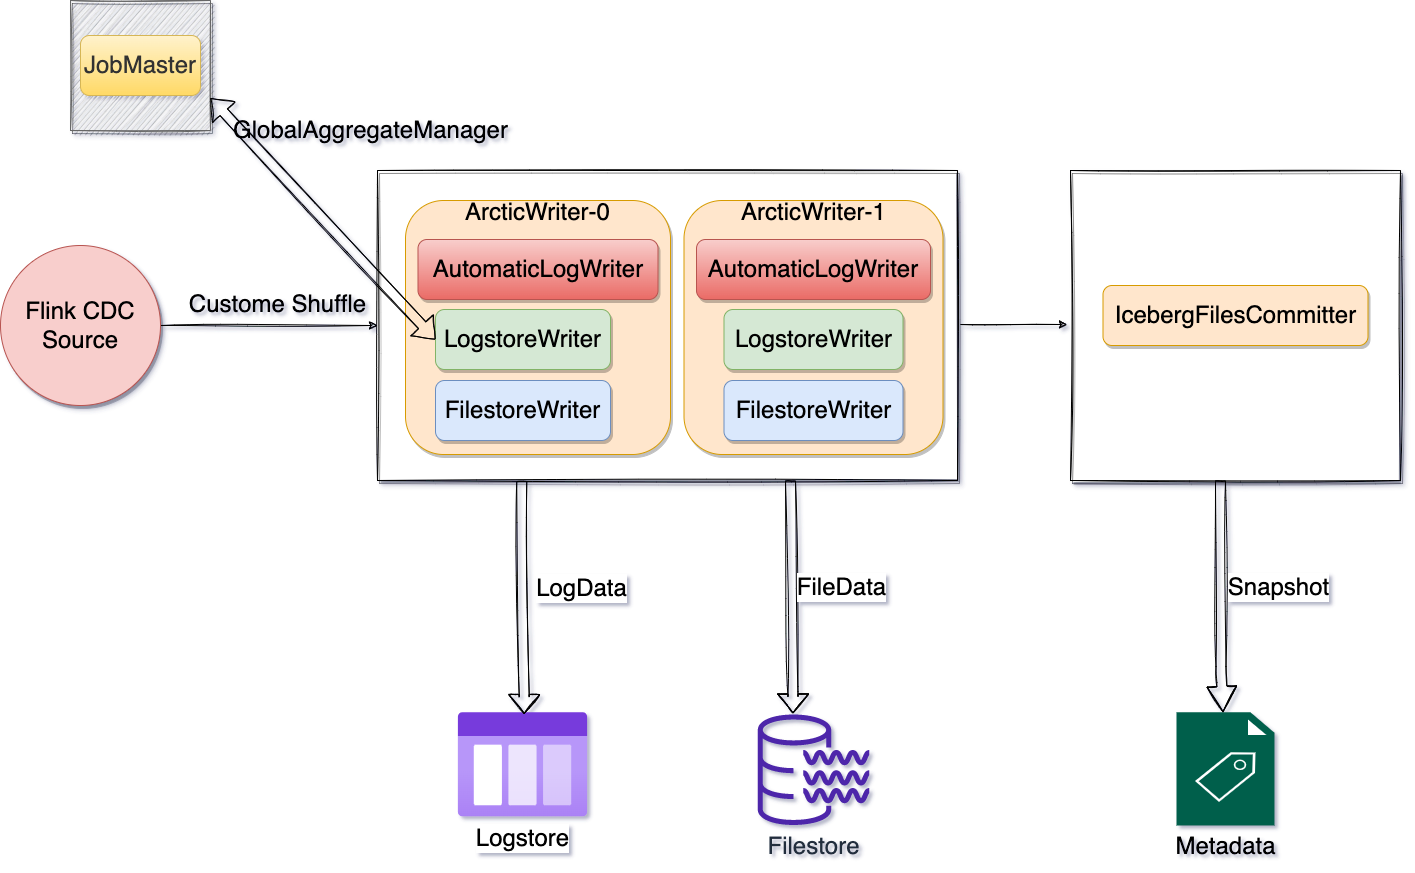 JobMaster
GlobalAggregateManager
ArcticWriter-0
ArcticWriter-1
AutomaticLogWriter
AutomaticLogWriter
Flink CDC
Source
Custome Shuffle
LogstoreWriter
LogstoreWriter
IcebergFilesCommitter
FilestoreWriter
FilestoreWriter
LogData
FileData
Snapshot
Logstore
Filestore
Metadata